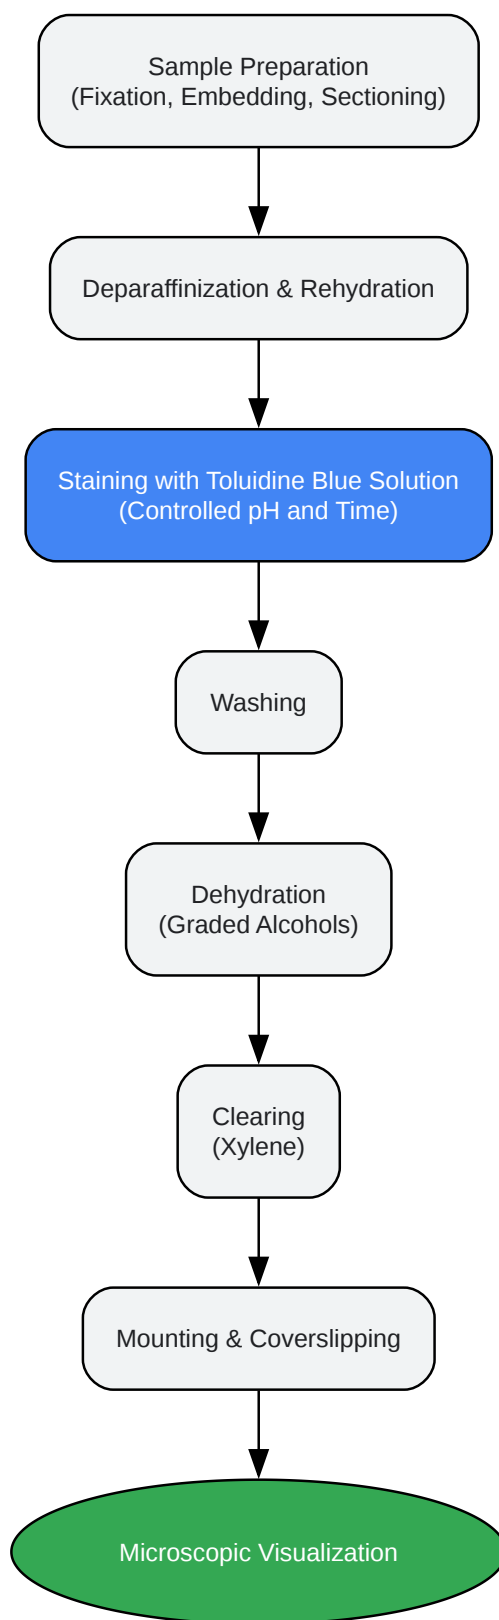 Sample Preparation
(Fixation, Embedding, Sectioning)
Deparaffinization & Rehydration
Staining with Toluidine Blue Solution
(Controlled pH and Time)
Washing
Dehydration
(Graded Alcohols)
Clearing
(Xylene)
Mounting & Coverslipping
Microscopic Visualization